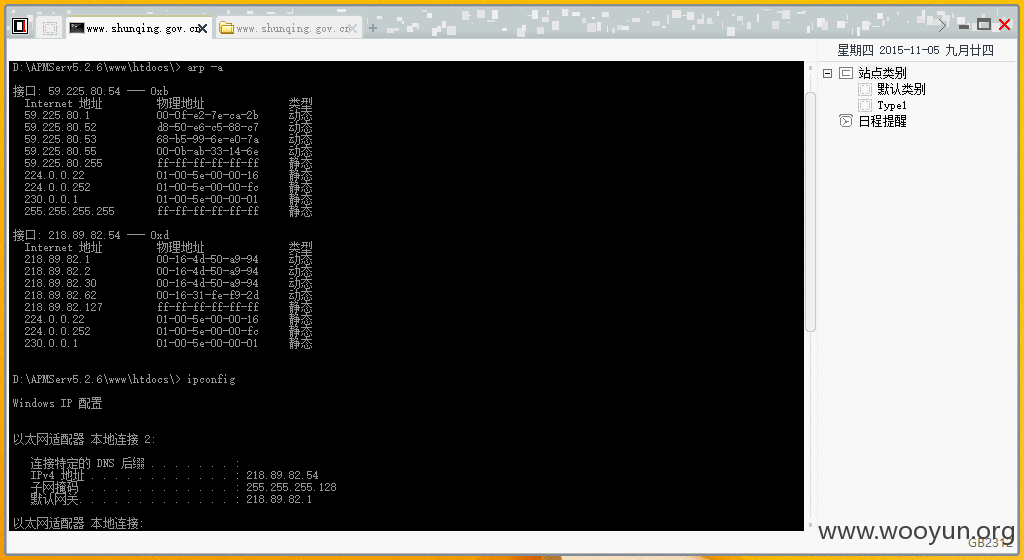 www.shunqing.gov.cn
www.shunqing.gov.cn
星期四 2015-11-05 九月廿四
站点类别
默认类别
Type1
日程提醒
D:\APMServ5.2.6\www\htdocs\> arp -a
接口: 59.225.80.54 --- 0xb
Internet 地址 物理地址 类型
59.225.80.1 00-0f-e2-7e-ca-2b 动态
59.225.80.52 d8-50-e6-c5-88-c7 动态
59.225.80.53 68-b5-99-6e-e0-7a 动态
59.225.80.55 00-0b-ab-33-14-6e 动态
59.225.80.255 ff-ff-ff-ff-ff-ff 静态
224.0.0.22 01-00-5e-00-00-16 静态
224.0.0.252 01-00-5e-00-00-fc 静态
230.0.0.1 01-00-5e-00-00-01 静态
255.255.255.255 ff-ff-ff-ff-ff-ff 静态
接口: 218.89.82.54 --- 0xd
Internet 地址 物理地址 类型
218.89.82.1 00-16-4d-50-a9-94 动态
218.89.82.2 00-16-4d-50-a9-94 动态
218.89.82.30 00-16-4d-50-a9-94 动态
218.89.82.62 00-16-31-fe-f9-2d 动态
218.89.82.127 ff-ff-ff-ff-ff-ff 静态
224.0.0.22 01-00-5e-00-00-16 静态
224.0.0.252 01-00-5e-00-00-fc 静态
230.0.0.1 01-00-5e-00-00-01 静态
D:\APMServ5.2.6\www\htdocs\> ipconfig
Windows IP 配置
以太网适配器 本地连接 2:
连接特定的 DNS 后缀 . . . . . . . :
IPv4 地址 . . . . . . . . . . . . : 218.89.82.54
子网掩码 . . . . . . . . . . . . : 255.255.255.128
默认网关. . . . . . . . . . . . . : 218.89.82.1
以太网适配器 本地连接:
www.wooyun.org
GB2312